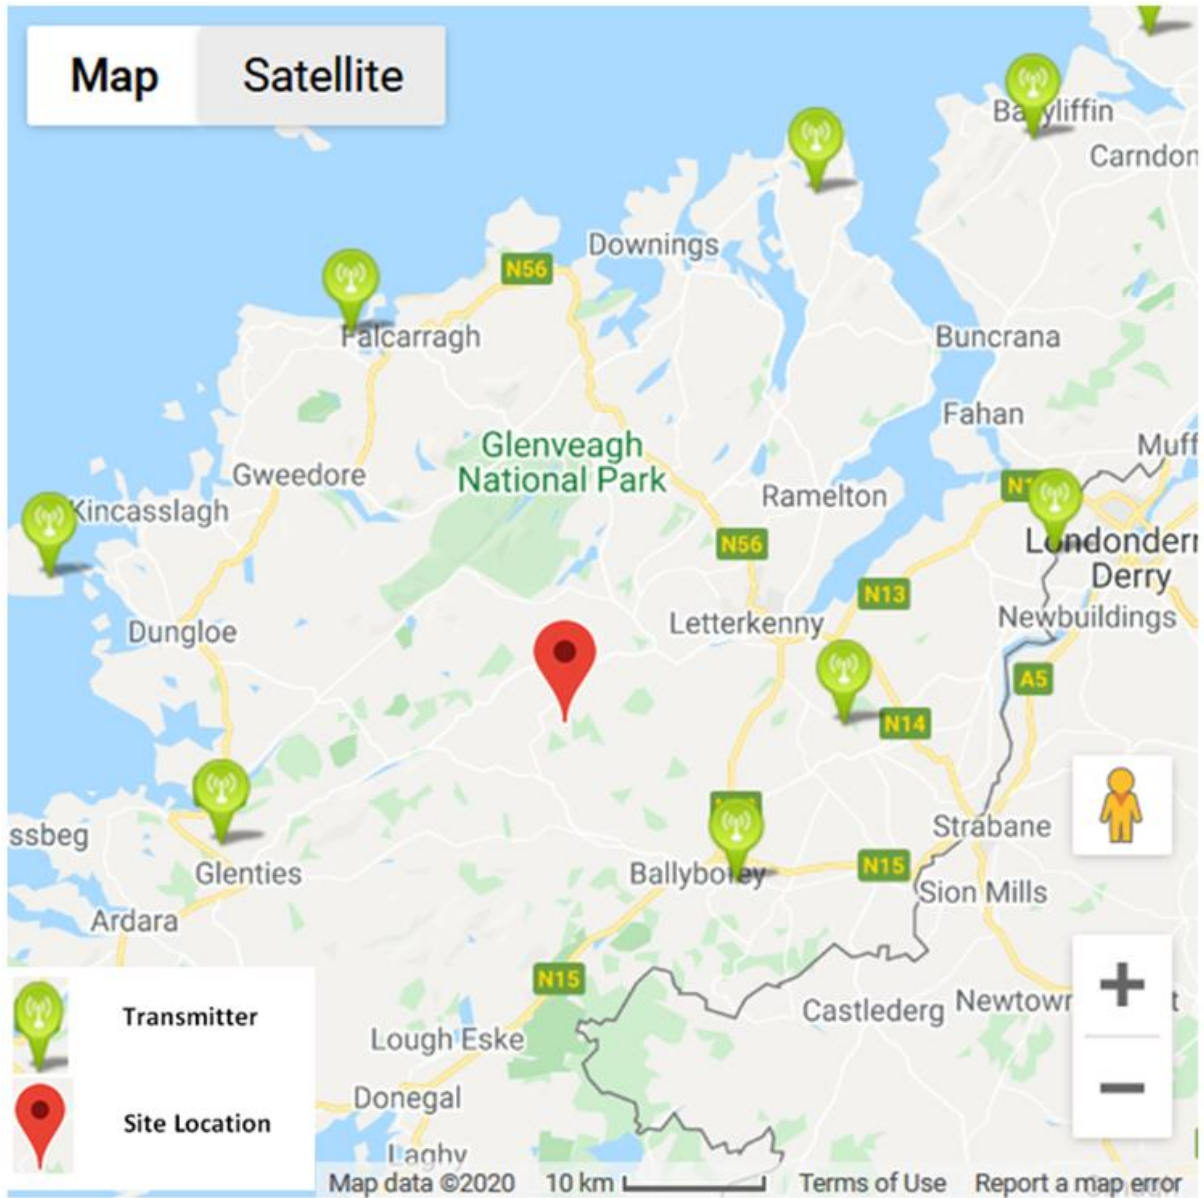 Map
Satellite
Ballyliffin
Carndon
Downings
N56
Falcarragh
Buncrana
Fahan
Glenveagh
National Park
Muff
Gweedore
Ramelton
Kincasslagh
N56
Londonderr
Derry
N13
Letterkenny
Newbuildings
Dungloe
A5
N14
ssbeg
Strabane
Glenties
Ballybofey
N15
Sion Mills
Ardara
N15
Castlederg
Newtow
Transmitter
Lough Eske
Donegal
Site Location
Laghy
Map data ©2020
10 km
Terms of Use
Report a map error